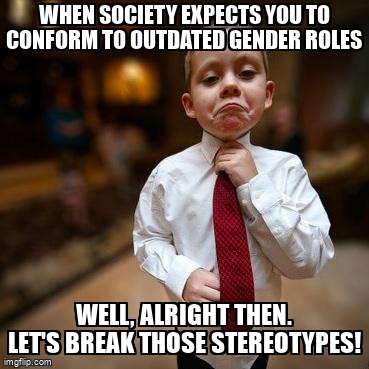 WHEN SOCIETY EXPECTS YOU TO
CONFORM TO OUTDATED GENDER ROLES
WELL, ALRIGHT THEN.
LET'S BREAK THOSE STEREOTYPES!
imgflip.com